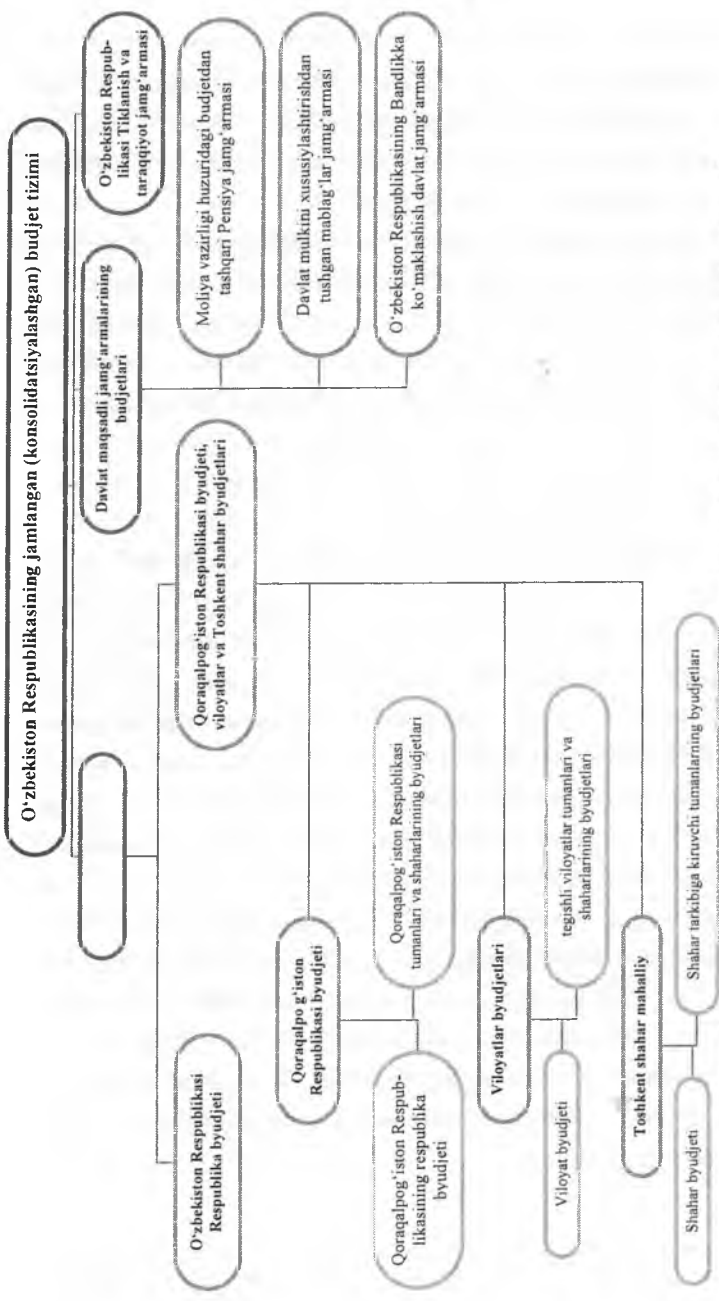 O‘zbekiston Respublikasining jamlangan (konsolidatsiyalashgan) budjet tizimi
Davlat maqsadli jamg‘armalarining
budjetlari
O‘zbekiston Respub-
likasi Tiklanish va
taraqqiyot jamg‘armasi
O‘zbekiston Respublikasi
Respublika byudjeti
Qoraqalpog‘iston Respublikasi byudjeti,
viloyatlar va Toshkent shahar byudjetlari
Moliya vazirligi huzuridagi budjetdan
tashqari Pensiya jamg‘armasi
Davlat mulkini xususiylashtirishdan
tushgan mablag‘lar jamg‘armasi
O‘zbekiston Respublikasining Bandlikka
ko‘maklashish davlat jamg‘armasi
Qoraqalpo g‘iston
Respublikasi byudjeti
Qoraqalpog‘iston Respub-
likasining respublika
byudjeti
Qoraqalpog‘iston Respublikasi
tumanlari va shaharlarining byudjetlari
Viloyatlar byudjetlari
Viloyat byudjeti
tegishli viloyatlar tumanlari va
shaharlarining byudjetlari
Toshkent shahar mahalliy
Shahar byudjeti
Shahar tarkibiga kiruvchi tumanlarning byudjetlari